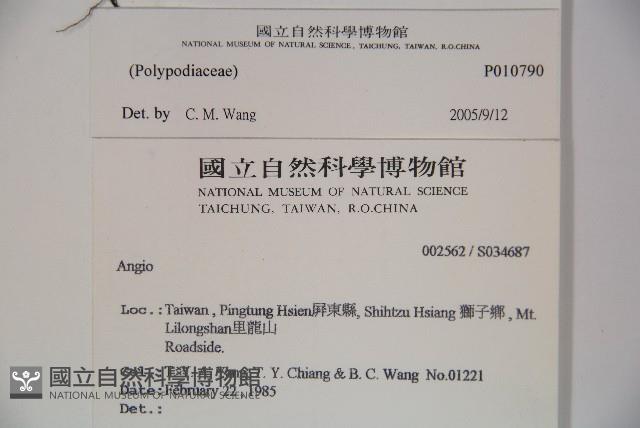 國立自然科學博物館
NATIONAL MUSEUM OF NATURAL SCIENCE, TAICHUNG, TAIWAN, R.O.CHINA
(Polypodiaceae) P010790
Det. by C. M. Wang 2005/9/12
國立自然科學博物館
NATIONAL MUSEUM OF NATURAL SCIENCE
TAICHUNG, TAIWAN, R.O.CHINA
002562 / S034687
Angio
Loc.: Taiwan , Pingtung Hsien屏東縣, Shihtzu Hsiang 獅子鄉 , Mt.
Lilongshan里龍山
Roadside.
T. Y. Chiang & B. C. Wang No.01221
Date: February 22, 1985
Det.:
國立自然科學博物館
NATIONAL MUSEUM OF NATURAL SCIENCE